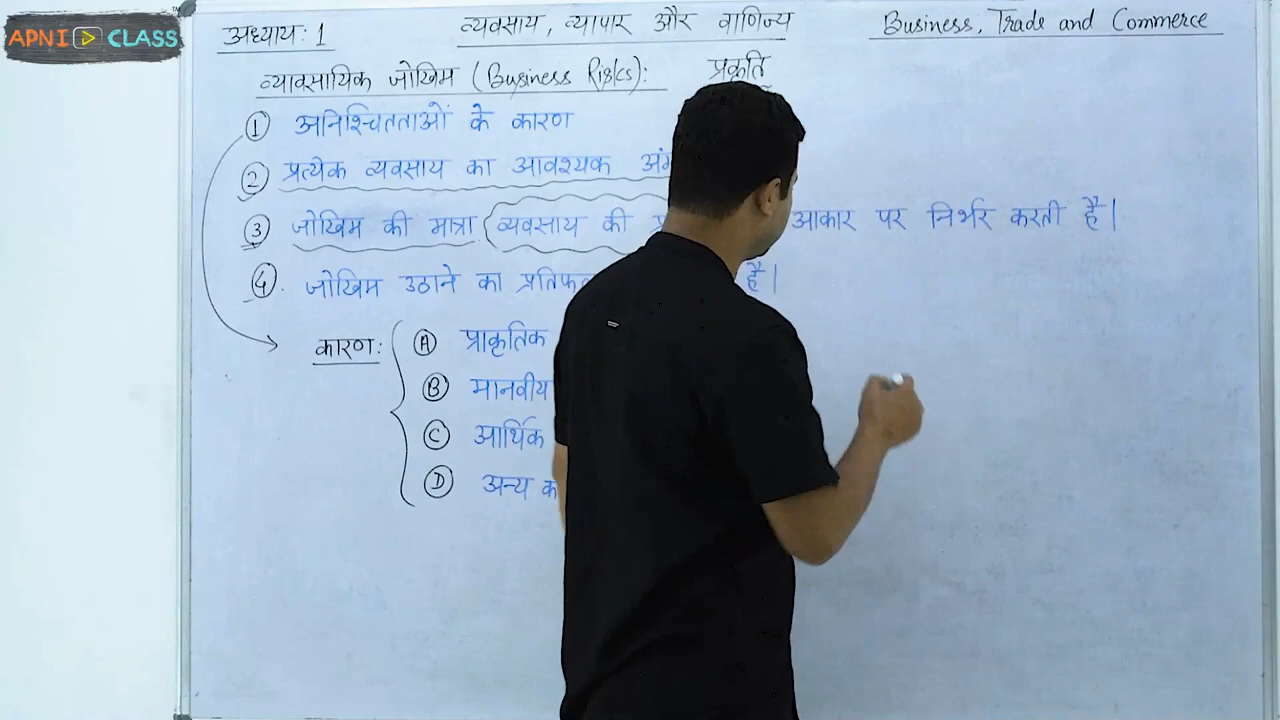 APNI CLASS
अध्याय: 1 व्यवसाय, व्यापार और वाणिज्य Business, Trade and Commerce
व्यावसायिक जोखिम (Business Risks): प्रकृति
① अनिश्चितताओं के कारण
② प्रत्येक व्यवसाय का आवश्यक
③ जोखिम की मात्रा (व्यवसाय की आकार पर निर्भर करती है।
④. जोखिम उठाने का है।
कारण: Ⓐ प्राकृतिक
Ⓑ मानवीय
Ⓒ आर्थिक
Ⓓ अन्य